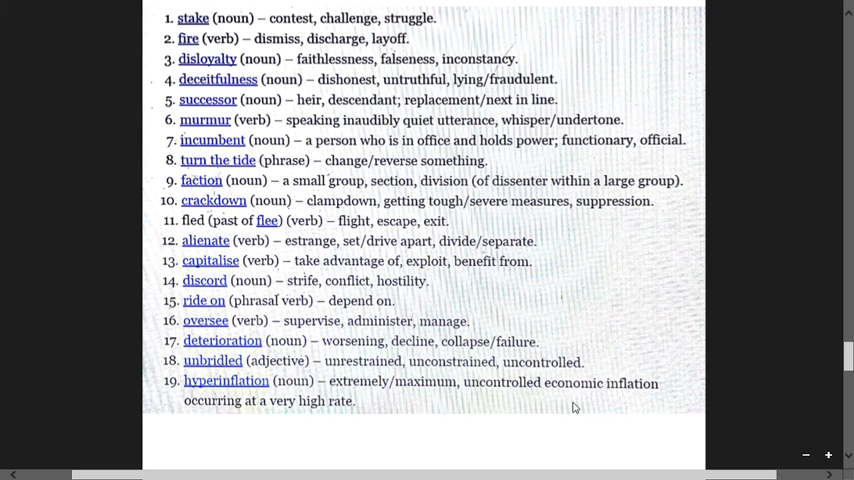 1. stake (noun) – contest, challenge, struggle.
2. fire (verb) – dismiss, discharge, layoff.
3. disloyalty (noun) – faithlessness, falseness, inconstancy.
4. deceitfulness (noun) – dishonest, untruthful, lying/fraudulent.
5. successor (noun) – heir, descendant; replacement/next in line.
6. murmur (verb) – speaking inaudibly quiet utterance, whisper/undertone.
7. incumbent (noun) – a person who is in office and holds power; functionary, official.
8. turn the tide (phrase) – change/reverse something.
9. faction (noun) – a small group, section, division (of dissenter within a large group).
10. crackdown (noun) – clampdown, getting tough/severe measures, suppression.
11. fled (past of flee) (verb) – flight, escape, exit.
12. alienate (verb) – estrange, set/drive apart, divide/separate.
13. capitalise (verb) – take advantage of, exploit, benefit from.
14. discord (noun) – strife, conflict, hostility.
15. ride on (phrasal verb) – depend on.
16. oversee (verb) – supervise, administer, manage.
17. deterioration (noun) – worsening, decline, collapse/failure.
18. unbridled (adjective) – unrestrained, unconstrained, uncontrolled.
19. hyperinflation (noun) – extremely/maximum, uncontrolled economic inflation
occurring at a very high rate.